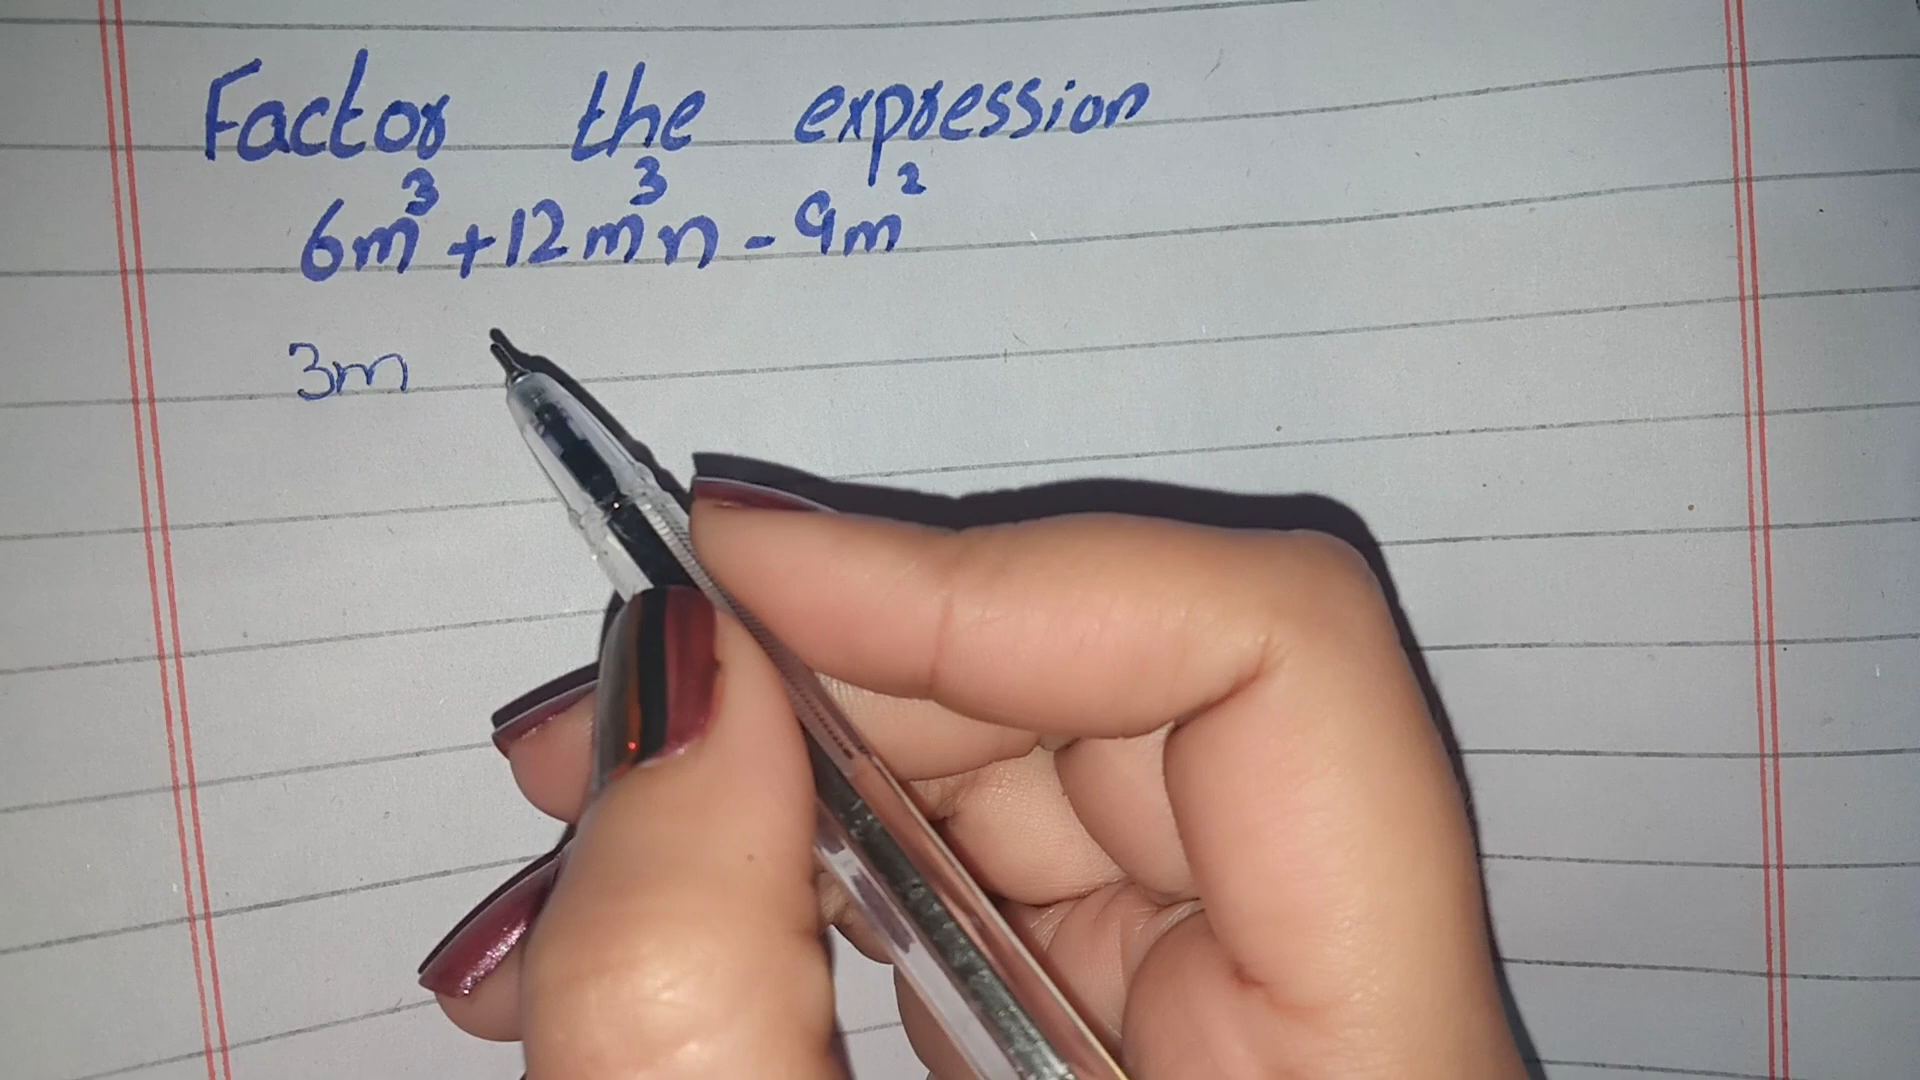 Factor the expression
6m³+12m³n-9m²
3m